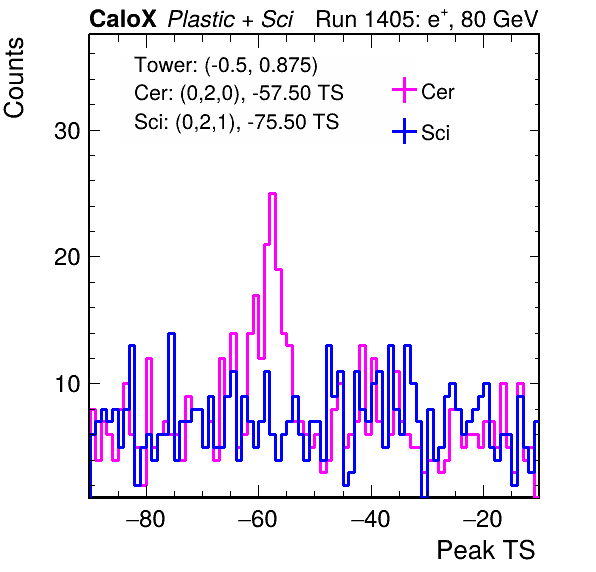 CaloX Plastic + Sci Run 1405: e⁺, 80 GeV
Counts
Tower: (-0.5, 0.875)
Cer: (0,2,0), -57.50 TS
Sci: (0,2,1), -75.50 TS
Cer
Sci
30
20
10
−80 −60 −40 −20
Peak TS